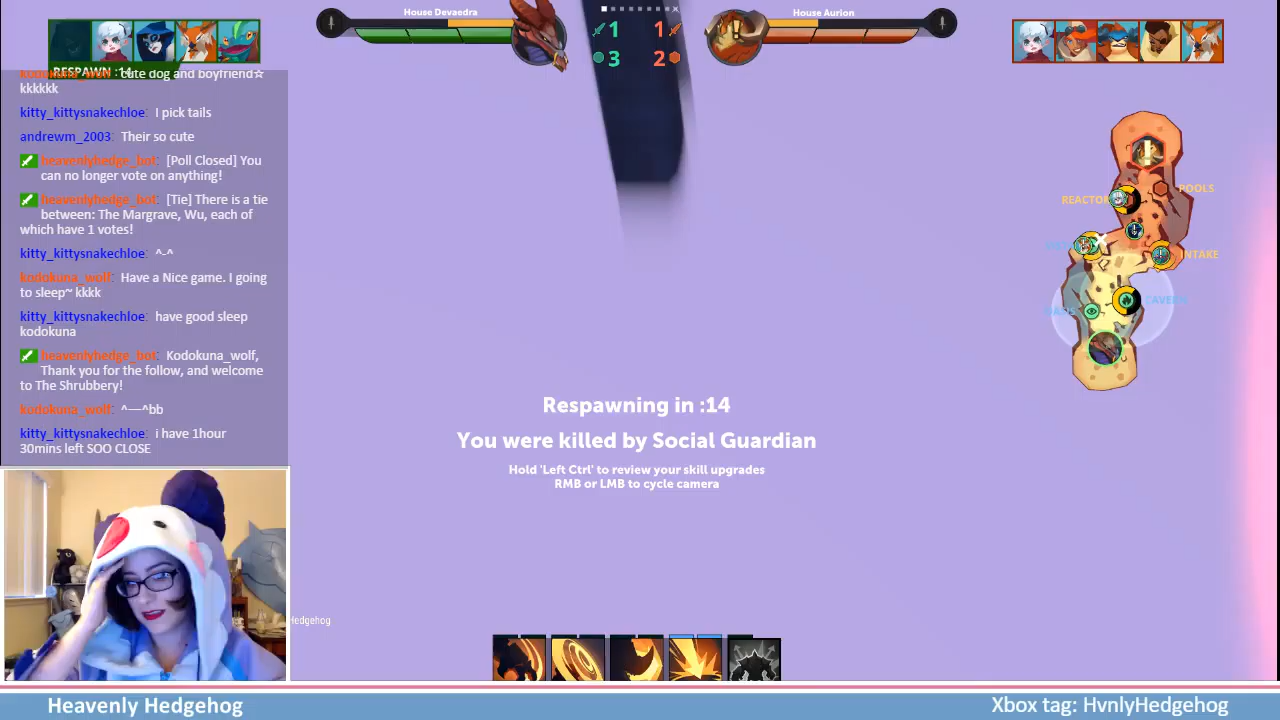 House Devaedra
House Aurion
1
1
3
2
RESPAWN :14
kodokuna_wolf: cute dog and boyfriend☆
kkkkkk
kitty_kittysnakechloe: I pick tails
andrewm_2003: Their so cute
heavenlyhedge_bot: [Poll Closed] You
can no longer vote on anything!
heavenlyhedge_bot: [Tie] There is a tie
between: The Margrave, Wu, each of
which have 1 votes!
kitty_kittysnakechloe: ^-^
kodokuna_wolf: Have a Nice game. I going
to sleep~ kkkk
kitty_kittysnakechloe: have good sleep
kodokuna
heavenlyhedge_bot: Kodokuna_wolf,
Thank you for the follow, and welcome
to The Shrubbery!
kodokuna_wolf: ^—^bb
kitty_kittysnakechloe: i have 1hour
30mins left SOO CLOSE
POOLS
REACTOR
INTAKE
CAVERN
OASIS
Respawning in :14
You were killed by Social Guardian
Hold 'Left Ctrl' to review your skill upgrades
RMB or LMB to cycle camera
Hedgehog
Heavenly Hedgehog
Xbox tag: HvnlyHedgehog